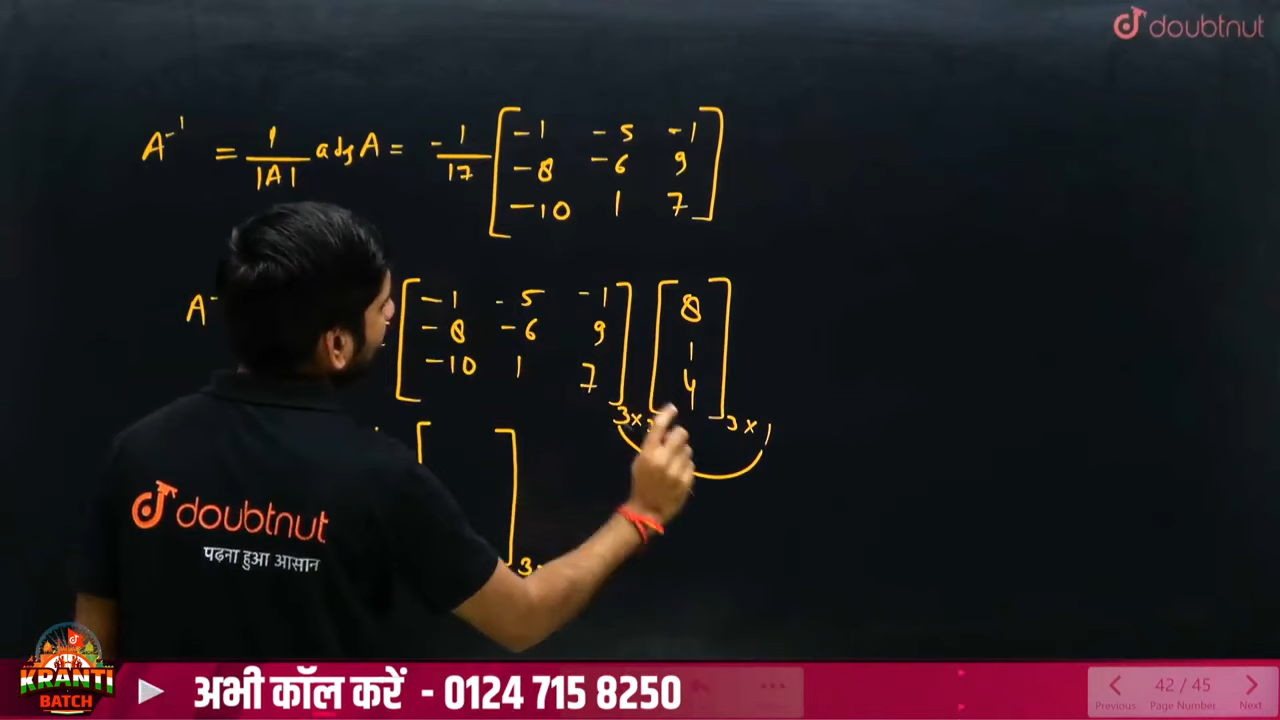 doubtnut
A⁻¹ = 1/|A| adj A = -1/17 [ -1 -5 -1
-8 -6 9
-10 1 7 ]
A⁻ [ -1 -5 -1 ] [ 8 ]
-8 -6 9 1
-10 1 7 4
3× 3×1
[ ] 3
doubtnut
पढ़ना हुआ आसान
KRANTI
BATCH
अभी कॉल करें - 0124 715 8250
42 / 45
Previous Page Number Next